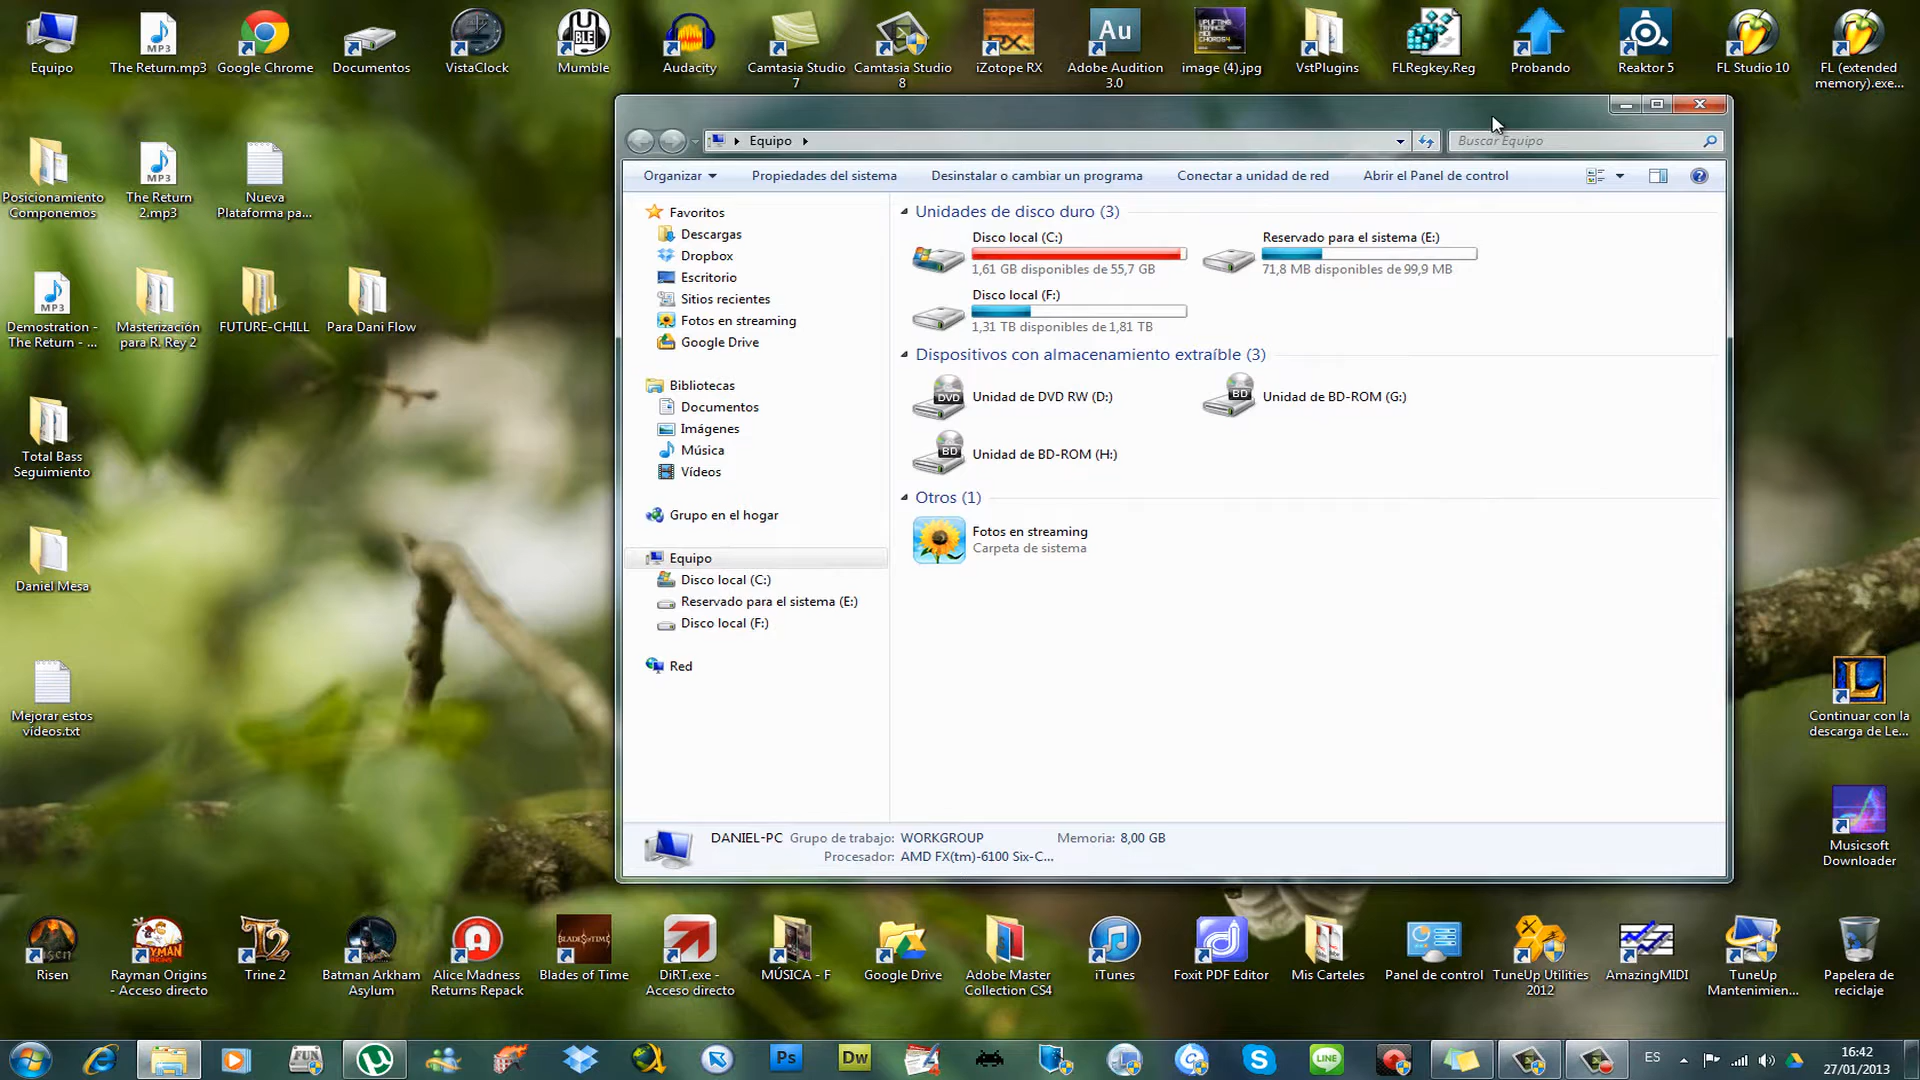 Equipo
The Return.mp3
Google Chrome
Documentos
VistaClock
Mumble
Audacity
Camtasia Studio
7
Camtasia Studio
8
iZotope RX
Adobe Audition
3.0
image (4).jpg
VstPlugins
FLRegkey.Reg
Probando
Reaktor 5
FL Studio 10
FL (extended
memory).exe...
Posicionamiento
Componemos
The Return
2.mp3
Nueva
Plataforma pa...
Demostration -
The Return - ...
Masterización
para R. Rey 2
FUTURE-CHILL
Para Dani Flow
Total Bass
Seguimiento
Daniel Mesa
Mejorar estos
vídeos.txt
Equipo
Buscar Equipo
Organizar
Propiedades del sistema
Desinstalar o cambiar un programa
Conectar a unidad de red
Abrir el Panel de control
Favoritos
Descargas
Dropbox
Escritorio
Sitios recientes
Fotos en streaming
Google Drive
Bibliotecas
Documentos
Imágenes
Música
Vídeos
Grupo en el hogar
Equipo
Disco local (C:)
Reservado para el sistema (E:)
Disco local (F:)
Red
Unidades de disco duro (3)
Disco local (C:)
1,61 GB disponibles de 55,7 GB
Reservado para el sistema (E:)
71,8 MB disponibles de 99,9 MB
Disco local (F:)
1,31 TB disponibles de 1,81 TB
Dispositivos con almacenamiento extraíble (3)
Unidad de DVD RW (D:)
Unidad de BD-ROM (G:)
Unidad de BD-ROM (H:)
Otros (1)
Fotos en streaming
Carpeta de sistema
DANIEL-PC Grupo de trabajo: WORKGROUP Memoria: 8,00 GB
Procesador: AMD FX(tm)-6100 Six-C...
Continuar con la
descarga de Le...
Musicsoft
Downloader
Risen
Rayman Origins
- Acceso directo
Trine 2
Batman Arkham
Asylum
Alice Madness
Returns Repack
Blades of Time
DiRT.exe -
Acceso directo
MÚSICA - F
Google Drive
Adobe Master
Collection CS4
iTunes
Foxit PDF Editor
Mis Carteles
Panel de control
TuneUp Utilities
2012
AmazingMIDI
TuneUp
Mantenimien...
Papelera de
reciclaje
ES
16:42
27/01/2013